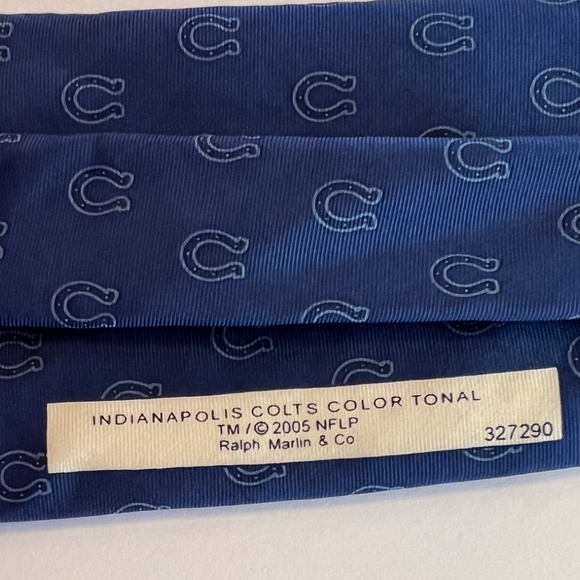 INDIANAPOLIS COLTS COLOR TONAL
TM/© 2005 NFLP
Ralph Marlin & Co
327290